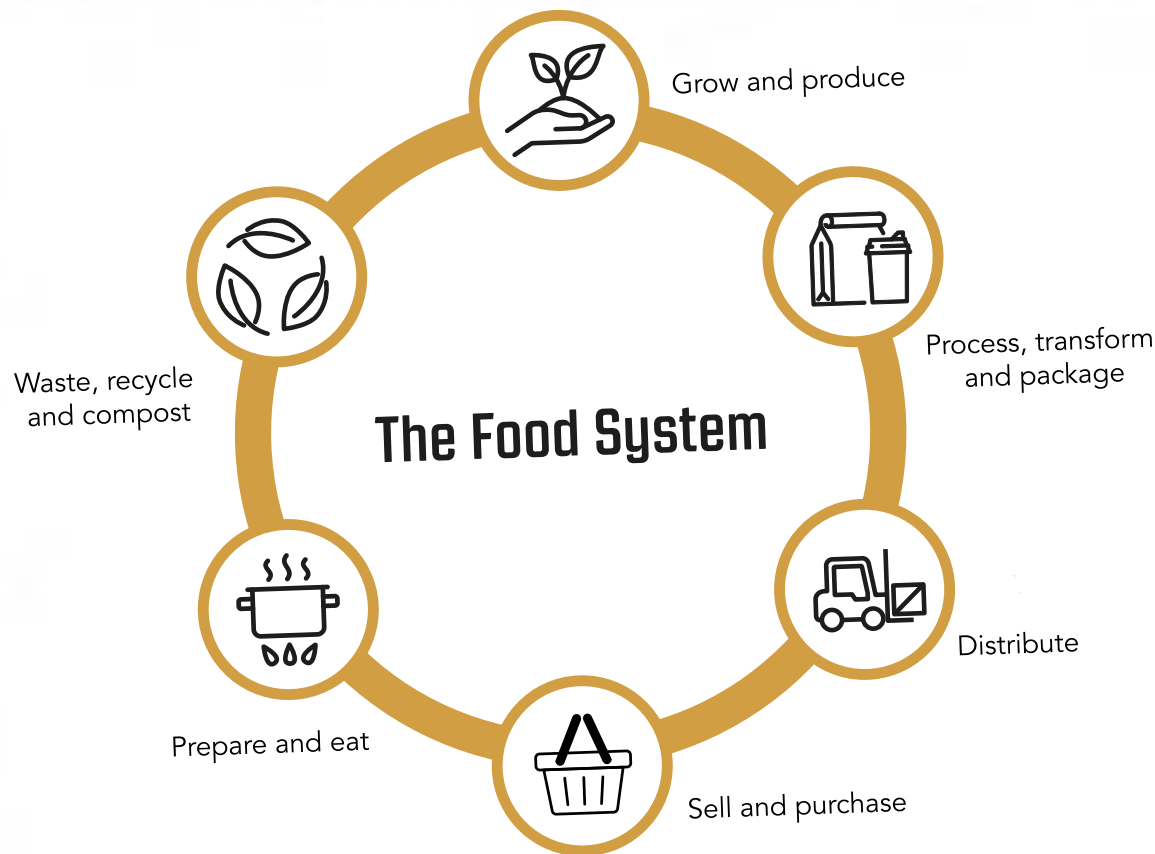 Grow and produce
Process, transform
and package
Distribute
Sell and purchase
Prepare and eat
Waste, recycle
and compost
The Food System